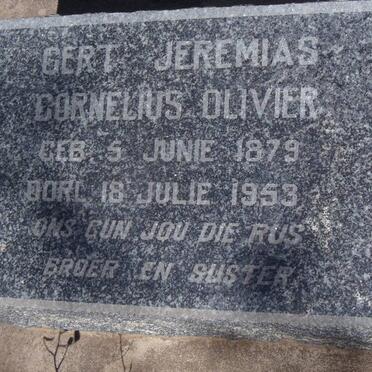 GERT JEREMIAS
CORNELIUS OLIVIER
GEB. 5 JUNIE 1879
OORL 18 JULIE 1953
ONS GUN JOU DIE RUS
BROER EN SUSTER